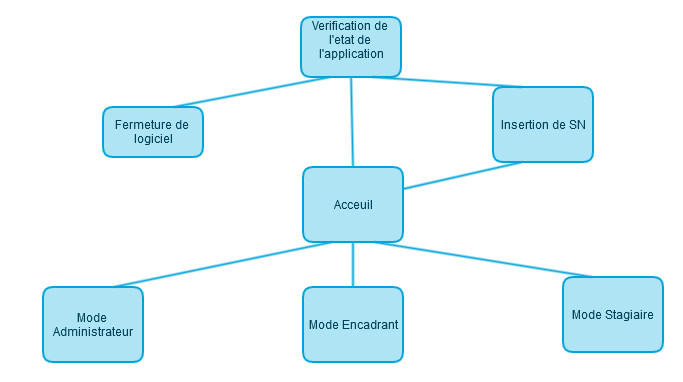 Verification de
l'etat de
l'application
Fermeture de
logiciel
Insertion de SN
Acceuil
Mode
Administrateur
Mode Encadrant
Mode Stagiaire